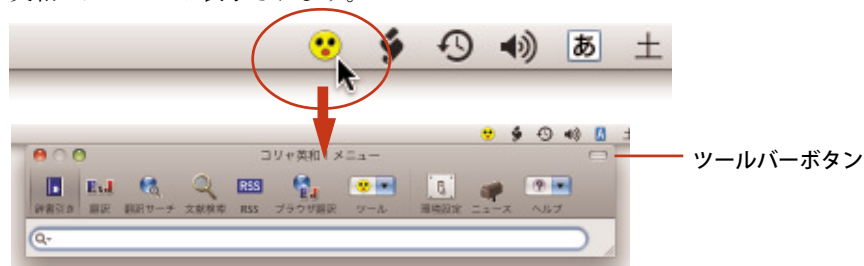 あ 土
コリャ英和！メニュー
ツールバーボタン
辞書引き 翻訳 翻訳サーチ 文献検索 RSS ブラウザ翻訳 ツール 環境設定 ニュース ヘルプ
RSS